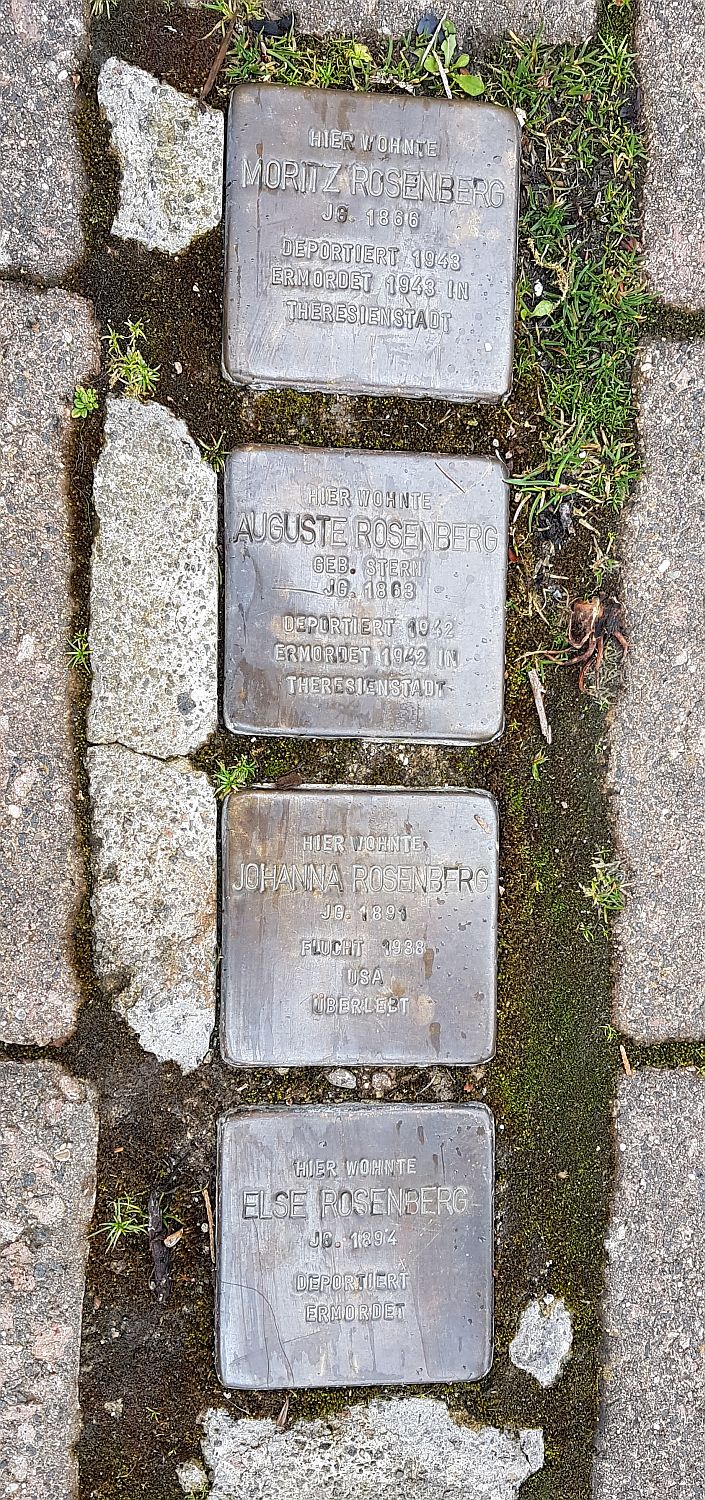 HIER WOHNTE
MORITZ ROSENBERG
JG. 1866
DEPORTIERT 1943
ERMORDET 1943 IN
THERESIENSTADT
HIER WOHNTE
AUGUSTE ROSENBERG
GEB. STERN
JG. 1863
DEPORTIERT 1942
ERMORDET 1942 IN
THERESIENSTADT
HIER WOHNTE
JOHANNA ROSENBERG
JG. 1891
FLUCHT 1938
USA
ÜBERLEBT
HIER WOHNTE
ELSE ROSENBERG
JG. 1894
DEPORTIERT
ERMORDET